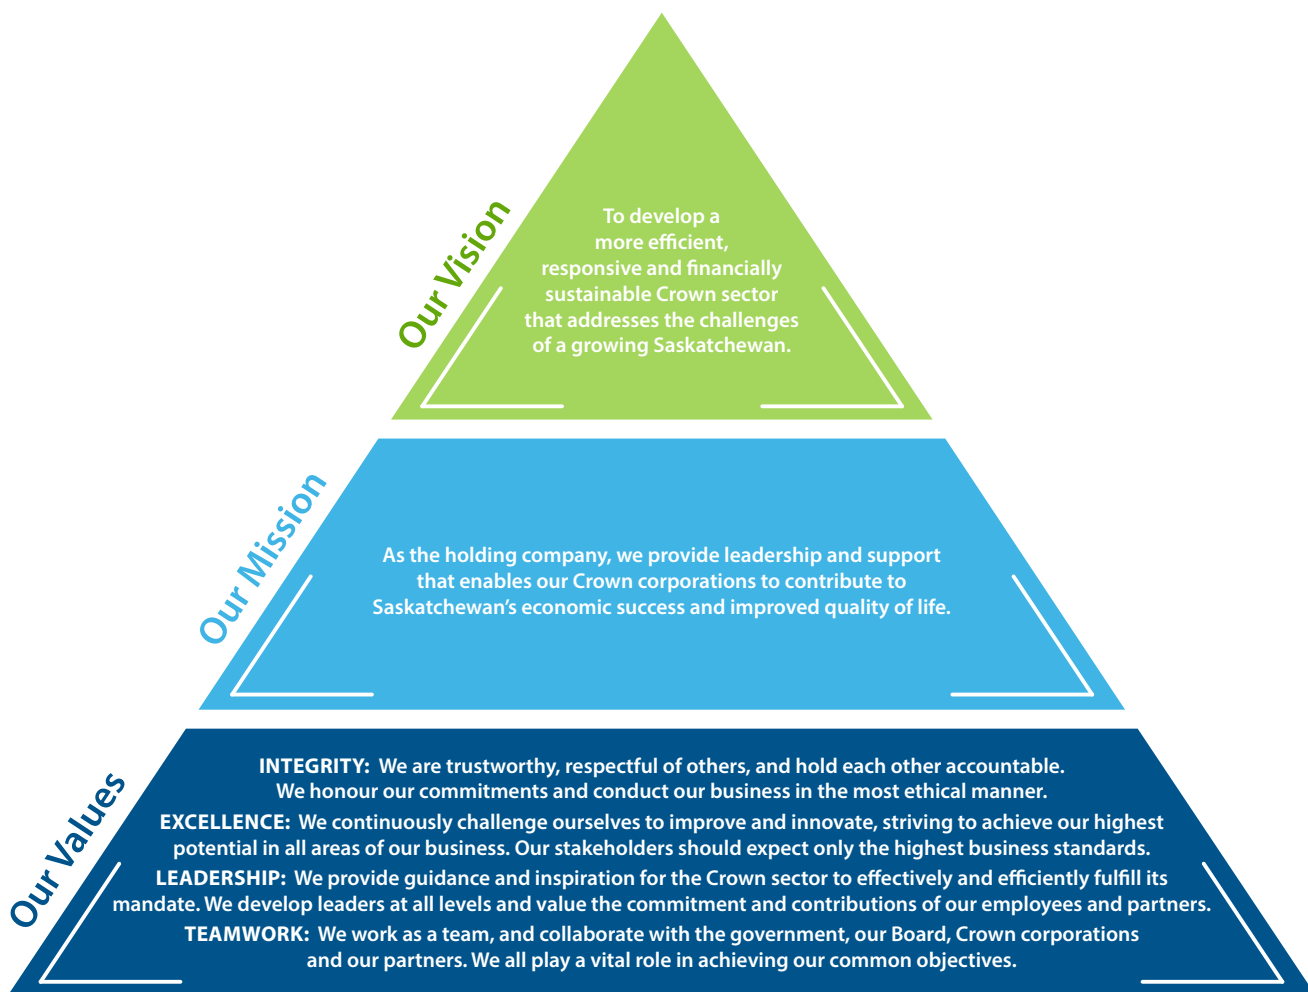 Our Vision
To develop a
more efficient,
responsive and financially
sustainable Crown sector
that addresses the challenges
of a growing Saskatchewan.
Our Mission
As the holding company, we provide leadership and support
that enables our Crown corporations to contribute to
Saskatchewan's economic success and improved quality of life.
Our Values
INTEGRITY: We are trustworthy, respectful of others, and hold each other accountable.
We honour our commitments and conduct our business in the most ethical manner.
EXCELLENCE: We continuously challenge ourselves to improve and innovate, striving to achieve our highest
potential in all areas of our business. Our stakeholders should expect only the highest business standards.
LEADERSHIP: We provide guidance and inspiration for the Crown sector to effectively and efficiently fulfill its
mandate. We develop leaders at all levels and value the commitment and contributions of our employees and partners.
TEAMWORK: We work as a team, and collaborate with the government, our Board, Crown corporations
and our partners. We all play a vital role in achieving our common objectives.